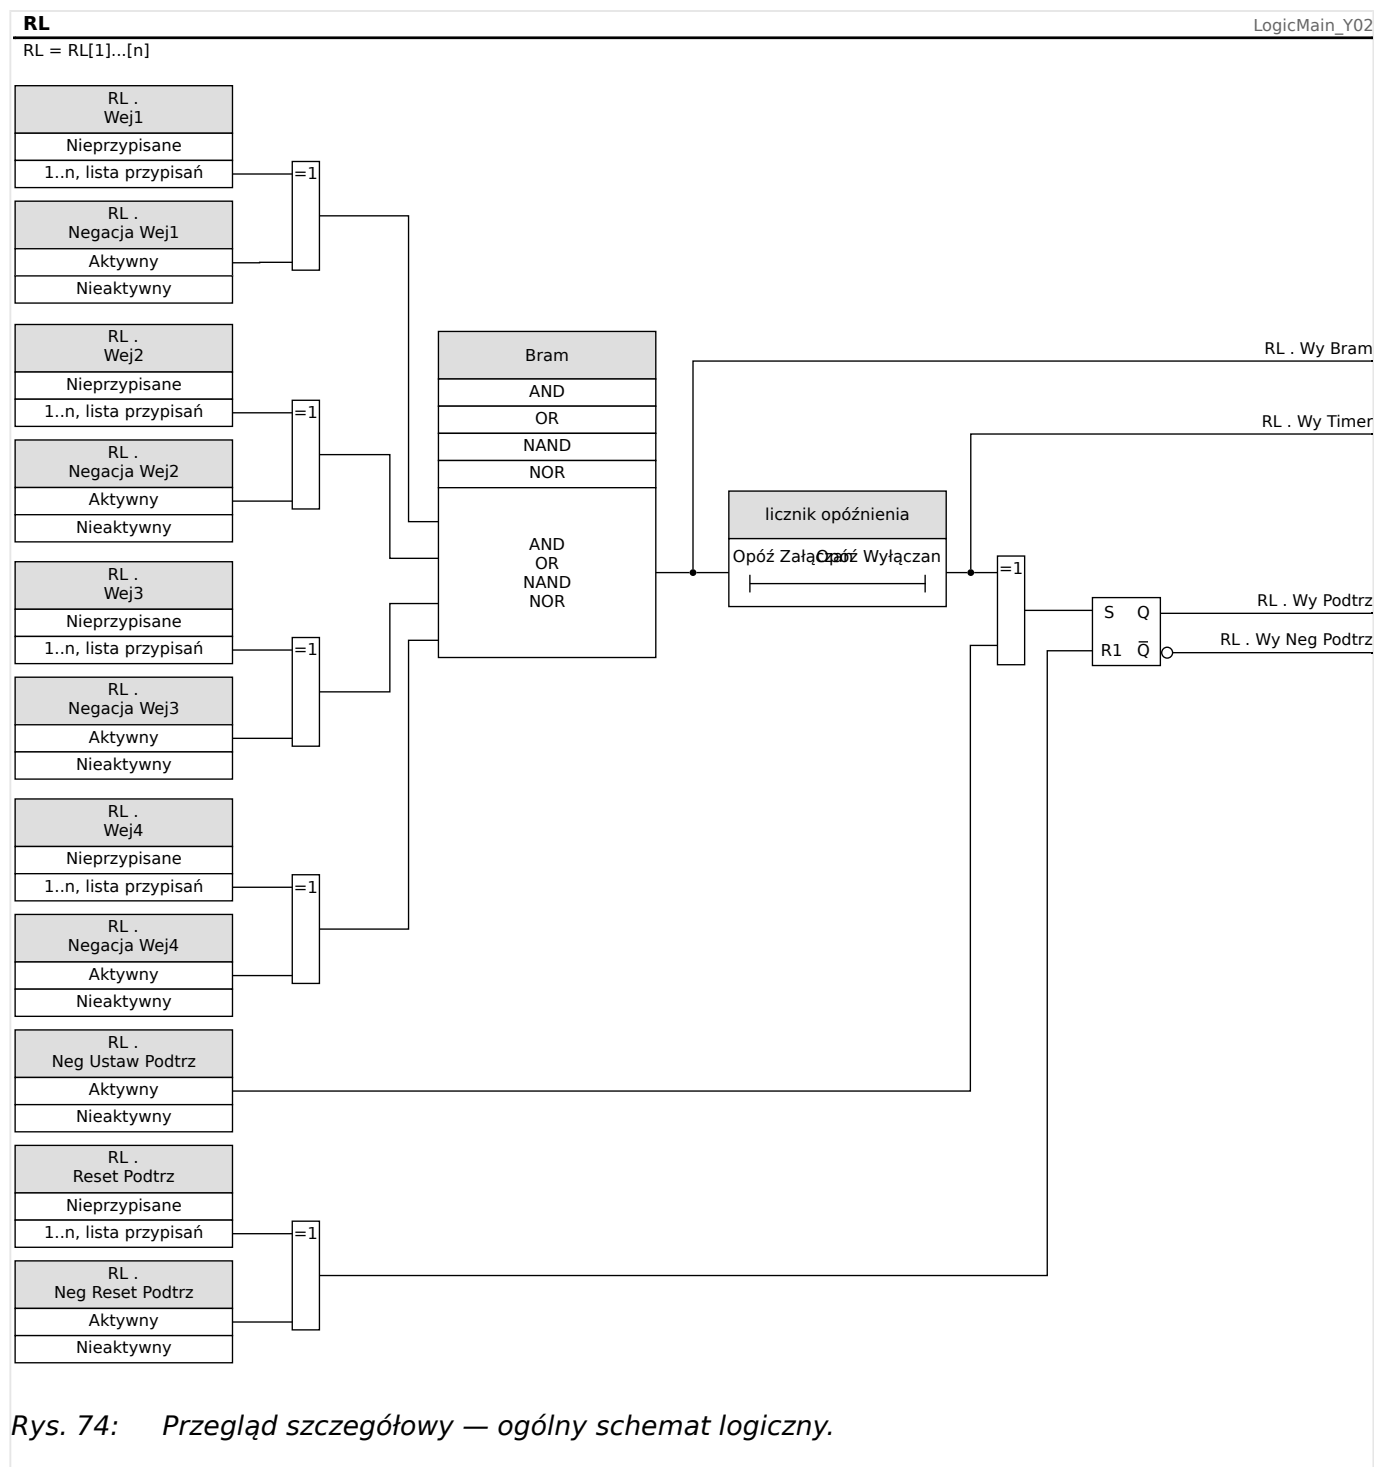 RL
LogicMain_Y02
RL = RL[1]...[n]
RL .
Wej1
Nieprzypisane
1..n, lista przypisań
=1
RL .
Negacja Wej1
Aktywny
Nieaktywny
RL .
Wej2
Nieprzypisane
1..n, lista przypisań
=1
RL .
Negacja Wej2
Aktywny
Nieaktywny
RL .
Wej3
Nieprzypisane
1..n, lista przypisań
=1
RL .
Negacja Wej3
Aktywny
Nieaktywny
RL .
Wej4
Nieprzypisane
1..n, lista przypisań
=1
RL .
Negacja Wej4
Aktywny
Nieaktywny
RL .
Neg Ustaw Podtrz
Aktywny
Nieaktywny
RL .
Reset Podtrz
Nieprzypisane
1..n, lista przypisań
=1
RL .
Neg Reset Podtrz
Aktywny
Nieaktywny
Bram
AND
OR
NAND
NOR
AND
OR
NAND
NOR
licznik opóźnienia
Opóź Załączan
Opóź Wyłączan
=1
S Q
R1 Q̅
RL . Wy Bram
RL . Wy Timer
RL . Wy Podtrz
RL . Wy Neg Podtrz
Rys. 74: Przegląd szczegółowy — ogólny schemat logiczny.